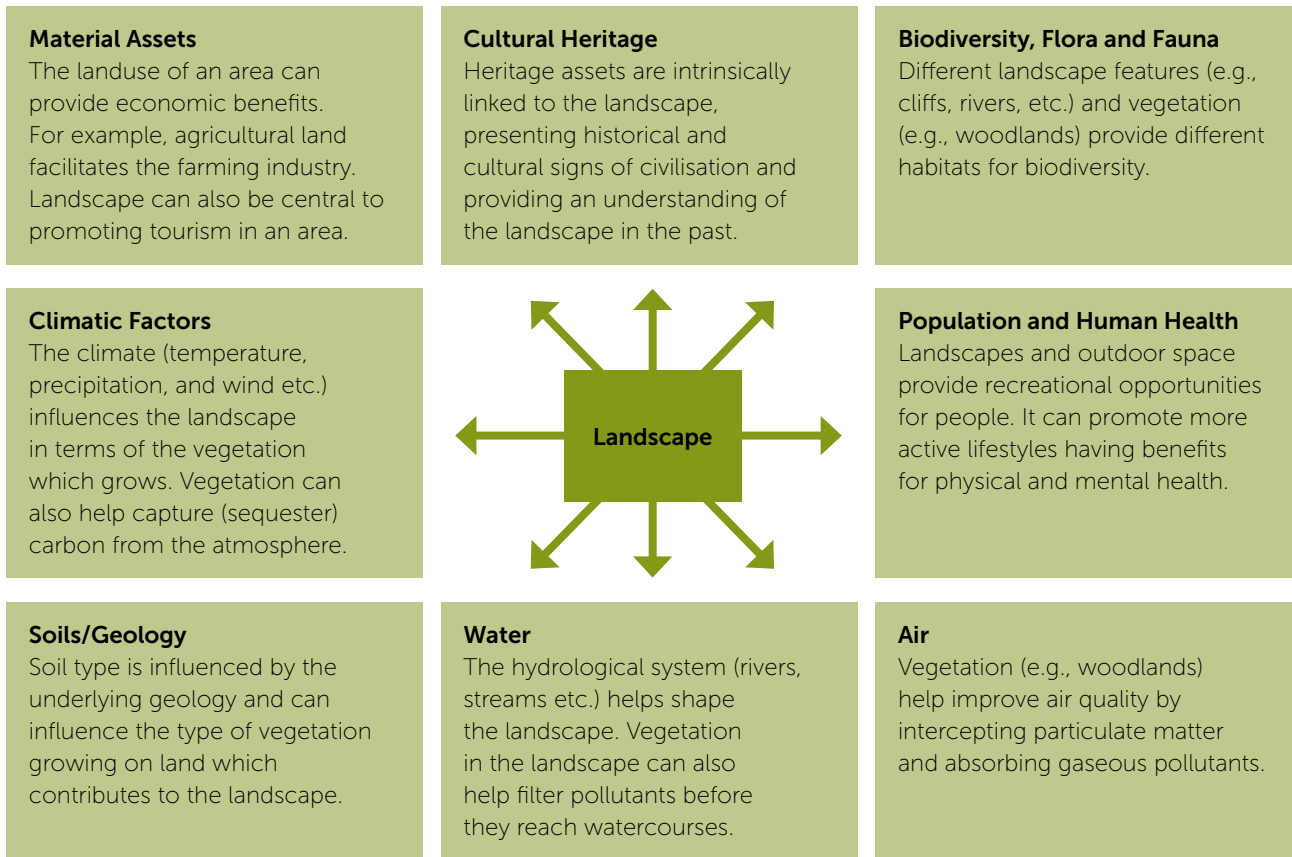 Material Assets
The landuse of an area can
provide economic benefits.
For example, agricultural land
facilitates the farming industry.
Landscape can also be central to
promoting tourism in an area.
Cultural Heritage
Heritage assets are intrinsically
linked to the landscape,
presenting historical and
cultural signs of civilisation and
providing an understanding of
the landscape in the past.
Biodiversity, Flora and Fauna
Different landscape features (e.g.,
cliffs, rivers, etc.) and vegetation
(e.g., woodlands) provide different
habitats for biodiversity.
Climatic Factors
The climate (temperature,
precipitation, and wind etc.)
influences the landscape
in terms of the vegetation
which grows. Vegetation can
also help capture (sequester)
carbon from the atmosphere.
Landscape
Population and Human Health
Landscapes and outdoor space
provide recreational opportunities
for people. It can promote more
active lifestyles having benefits
for physical and mental health.
Soils/Geology
Soil type is influenced by the
underlying geology and can
influence the type of vegetation
growing on land which
contributes to the landscape.
Water
The hydrological system (rivers,
streams etc.) helps shape
the landscape. Vegetation
in the landscape can also
help filter pollutants before
they reach watercourses.
Air
Vegetation (e.g., woodlands)
help improve air quality by
intercepting particulate matter
and absorbing gaseous pollutants.